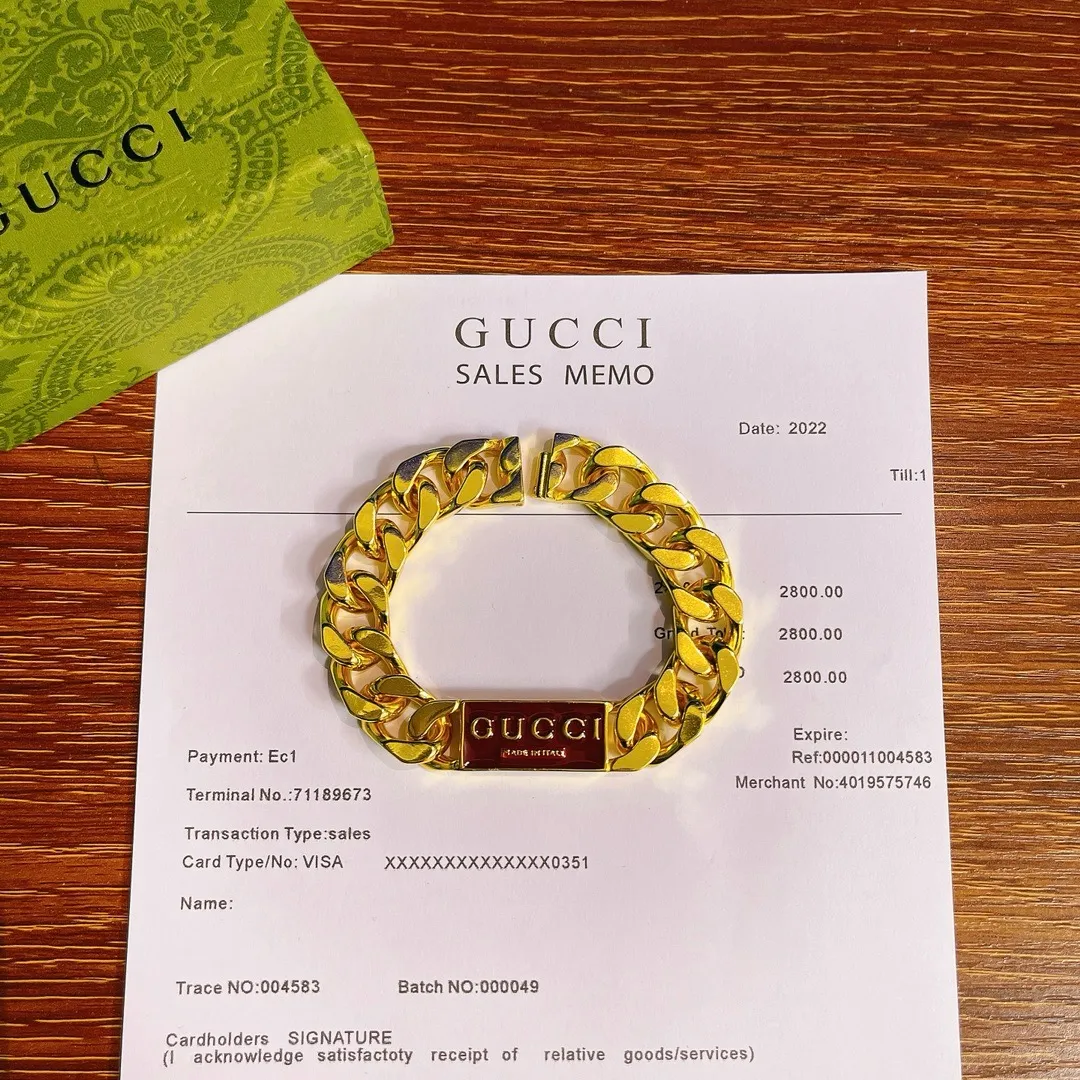 GUCCI
GUCCI
SALES MEMO
Date: 2022
Till:1
2800.00
2800.00
2800.00
GUCCI
MADE IN ITALY
Expire:
Payment: Ec1
Ref:000011004583
Merchant No:4019575746
Terminal No.:71189673
Transaction Type:sales
Card Type/No: VISA XXXXXXXXXXXXXX0351
Name:
Trace NO:004583 Batch NO:000049
Cardholders SIGNATURE
(I acknowledge satisfactoty receipt of relative goods/services)